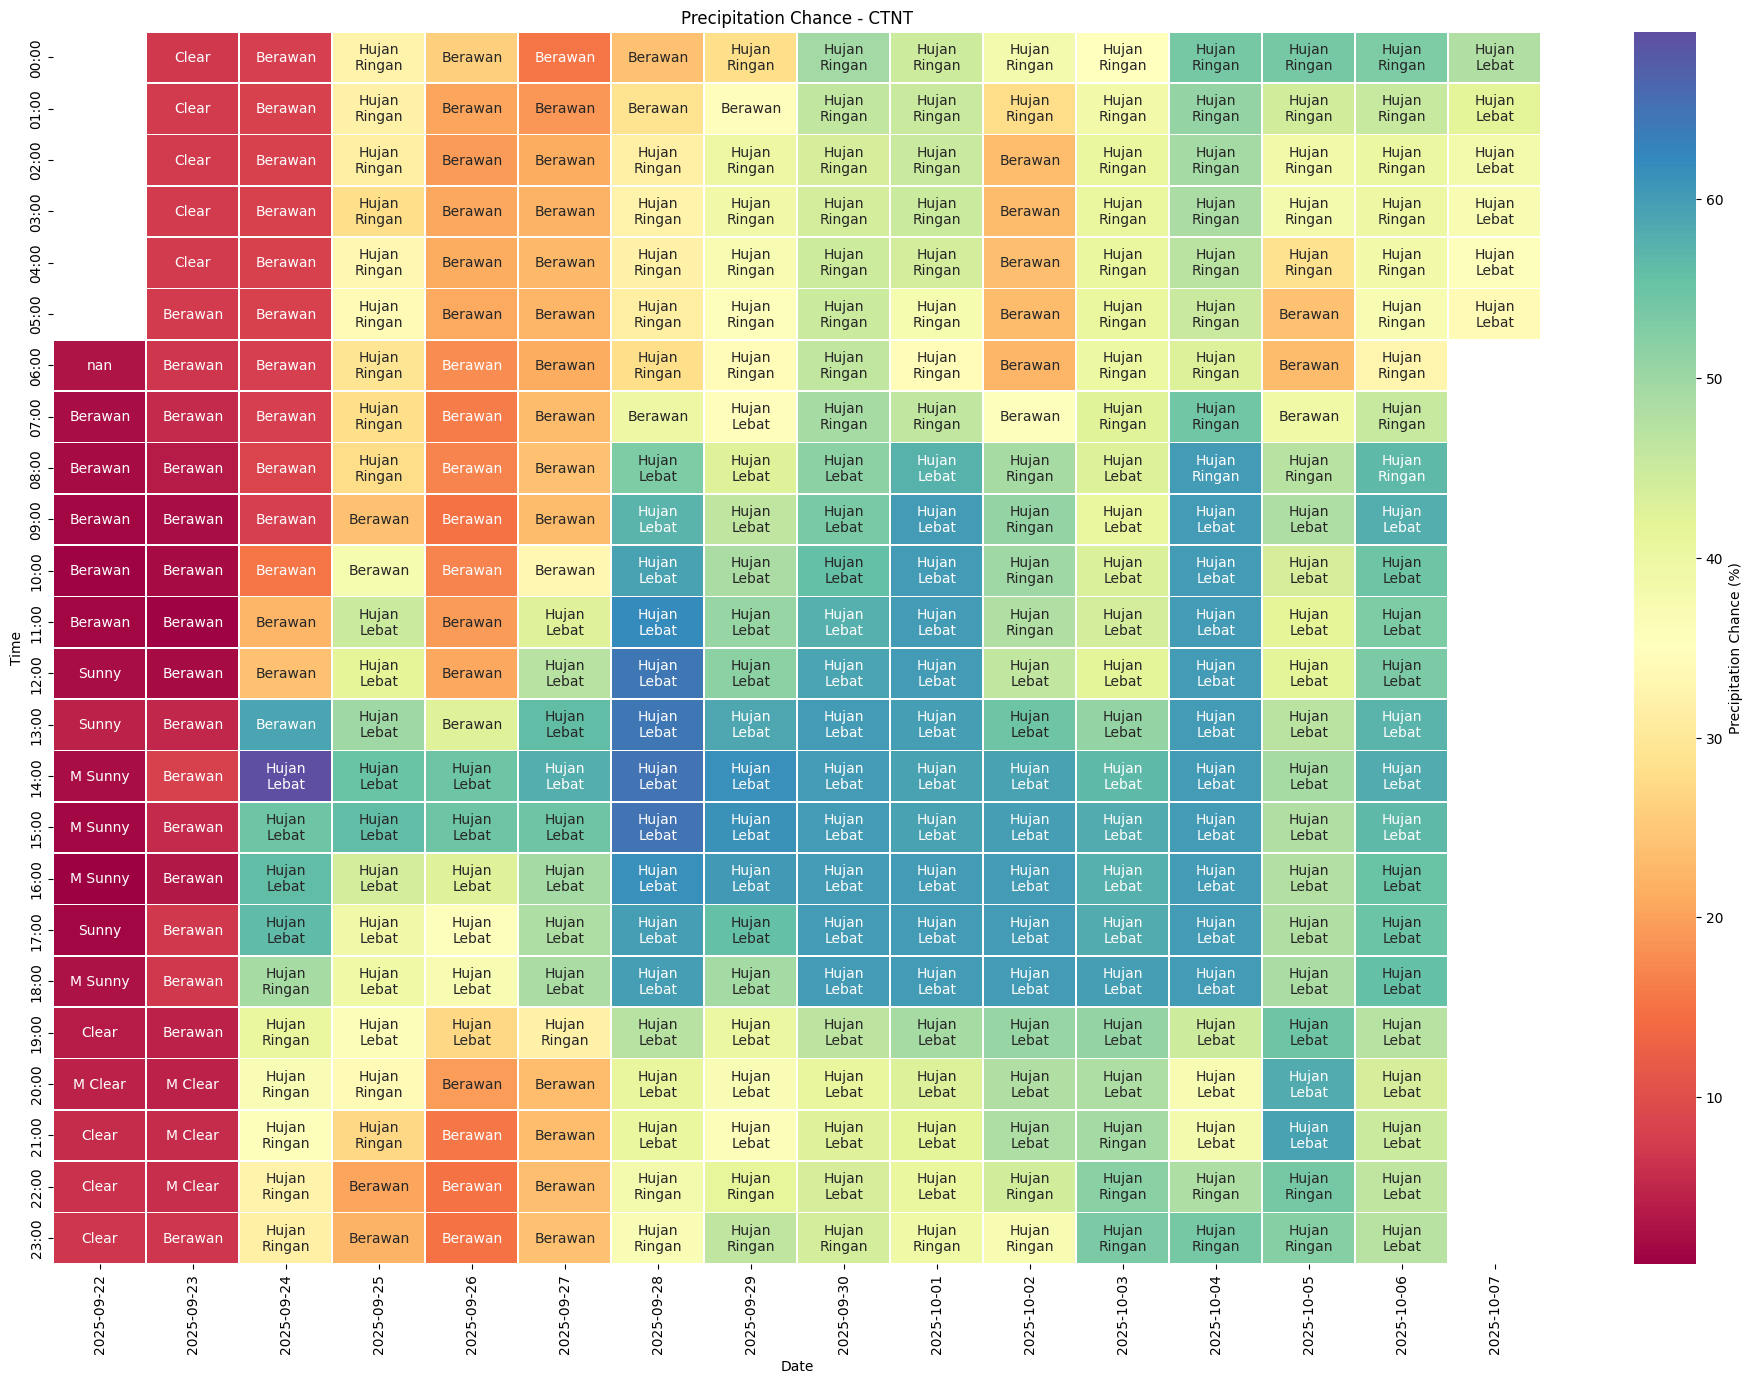 Precipitation Chance - CTNT
00:00 Clear Berawan Hujan Ringan Berawan Berawan Berawan Hujan Ringan Hujan Ringan Hujan Ringan Hujan Ringan Hujan Ringan Hujan Ringan Hujan Ringan Hujan Ringan Hujan Lebat
01:00 Clear Berawan Hujan Ringan Berawan Berawan Berawan Berawan Hujan Ringan Hujan Ringan Hujan Ringan Hujan Ringan Hujan Ringan Hujan Ringan Hujan Ringan Hujan Lebat
02:00 Clear Berawan Hujan Ringan Berawan Berawan Hujan Ringan Hujan Ringan Hujan Ringan Hujan Ringan Berawan Hujan Ringan Hujan Ringan Hujan Ringan Hujan Ringan Hujan Lebat
03:00 Clear Berawan Hujan Ringan Berawan Berawan Hujan Ringan Hujan Ringan Hujan Ringan Hujan Ringan Berawan Hujan Ringan Hujan Ringan Hujan Ringan Hujan Ringan Hujan Lebat
04:00 Clear Berawan Hujan Ringan Berawan Berawan Hujan Ringan Hujan Ringan Hujan Ringan Hujan Ringan Berawan Hujan Ringan Hujan Ringan Hujan Ringan Hujan Ringan Hujan Lebat
05:00 Berawan Berawan Hujan Ringan Berawan Berawan Hujan Ringan Hujan Ringan Hujan Ringan Hujan Ringan Berawan Hujan Ringan Hujan Ringan Berawan Hujan Ringan Hujan Lebat
06:00 nan Berawan Berawan Hujan Ringan Berawan Berawan Hujan Ringan Hujan Ringan Hujan Ringan Hujan Ringan Berawan Hujan Ringan Hujan Ringan Berawan Hujan Ringan
07:00 Berawan Berawan Berawan Hujan Ringan Berawan Berawan Berawan Hujan Lebat Hujan Ringan Hujan Ringan Berawan Hujan Ringan Hujan Ringan Berawan Hujan Ringan
08:00 Berawan Berawan Berawan Hujan Ringan Berawan Berawan Hujan Lebat Hujan Lebat Hujan Lebat Hujan Lebat Hujan Ringan Hujan Lebat Hujan Ringan Hujan Ringan Hujan Ringan
09:00 Berawan Berawan Berawan Berawan Berawan Berawan Hujan Lebat Hujan Lebat Hujan Lebat Hujan Lebat Hujan Ringan Hujan Lebat Hujan Lebat Hujan Lebat Hujan Lebat
10:00 Berawan Berawan Berawan Berawan Berawan Berawan Hujan Lebat Hujan Lebat Hujan Lebat Hujan Lebat Hujan Ringan Hujan Lebat Hujan Lebat Hujan Lebat Hujan Lebat
11:00 Berawan Berawan Berawan Hujan Lebat Berawan Hujan Lebat Hujan Lebat Hujan Lebat Hujan Lebat Hujan Lebat Hujan Ringan Hujan Lebat Hujan Lebat Hujan Lebat Hujan Lebat
12:00 Sunny Berawan Berawan Hujan Lebat Berawan Hujan Lebat Hujan Lebat Hujan Lebat Hujan Lebat Hujan Lebat Hujan Lebat Hujan Lebat Hujan Lebat Hujan Lebat Hujan Lebat
13:00 Sunny Berawan Berawan Hujan Lebat Berawan Hujan Lebat Hujan Lebat Hujan Lebat Hujan Lebat Hujan Lebat Hujan Lebat Hujan Lebat Hujan Lebat Hujan Lebat Hujan Lebat
14:00 M Sunny Berawan Hujan Lebat Hujan Lebat Hujan Lebat Hujan Lebat Hujan Lebat Hujan Lebat Hujan Lebat Hujan Lebat Hujan Lebat Hujan Lebat Hujan Lebat Hujan Lebat Hujan Lebat
15:00 M Sunny Berawan Hujan Lebat Hujan Lebat Hujan Lebat Hujan Lebat Hujan Lebat Hujan Lebat Hujan Lebat Hujan Lebat Hujan Lebat Hujan Lebat Hujan Lebat Hujan Lebat Hujan Lebat
16:00 M Sunny Berawan Hujan Lebat Hujan Lebat Hujan Lebat Hujan Lebat Hujan Lebat Hujan Lebat Hujan Lebat Hujan Lebat Hujan Lebat Hujan Lebat Hujan Lebat Hujan Lebat Hujan Lebat
17:00 Sunny Berawan Hujan Lebat Hujan Lebat Hujan Lebat Hujan Lebat Hujan Lebat Hujan Lebat Hujan Lebat Hujan Lebat Hujan Lebat Hujan Lebat Hujan Lebat Hujan Lebat Hujan Lebat
18:00 M Sunny Berawan Hujan Ringan Hujan Lebat Hujan Lebat Hujan Lebat Hujan Lebat Hujan Lebat Hujan Lebat Hujan Lebat Hujan Lebat Hujan Lebat Hujan Lebat Hujan Lebat Hujan Lebat
19:00 Clear Berawan Hujan Ringan Hujan Lebat Hujan Lebat Hujan Ringan Hujan Lebat Hujan Lebat Hujan Lebat Hujan Lebat Hujan Lebat Hujan Lebat Hujan Lebat Hujan Lebat Hujan Lebat
20:00 M Clear M Clear Hujan Ringan Hujan Ringan Berawan Berawan Hujan Lebat Hujan Lebat Hujan Lebat Hujan Lebat Hujan Lebat Hujan Lebat Hujan Lebat Hujan Lebat Hujan Lebat
21:00 Clear M Clear Hujan Ringan Hujan Ringan Berawan Berawan Hujan Lebat Hujan Lebat Hujan Lebat Hujan Lebat Hujan Lebat Hujan Ringan Hujan Lebat Hujan Lebat Hujan Lebat
22:00 Clear M Clear Hujan Ringan Berawan Berawan Berawan Hujan Ringan Hujan Ringan Hujan Lebat Hujan Lebat Hujan Ringan Hujan Ringan Hujan Ringan Hujan Ringan Hujan Lebat
23:00 Clear Berawan Hujan Ringan Berawan Berawan Berawan Hujan Ringan Hujan Ringan Hujan Ringan Hujan Ringan Hujan Ringan Hujan Ringan Hujan Ringan Hujan Ringan Hujan Lebat
Time
2025-09-22 2025-09-23 2025-09-24 2025-09-25 2025-09-26 2025-09-27 2025-09-28 2025-09-29 2025-09-30 2025-10-01 2025-10-02 2025-10-03 2025-10-04 2025-10-05 2025-10-06 2025-10-07
Date
60
50
40
30
20
10
Precipitation Chance (%)